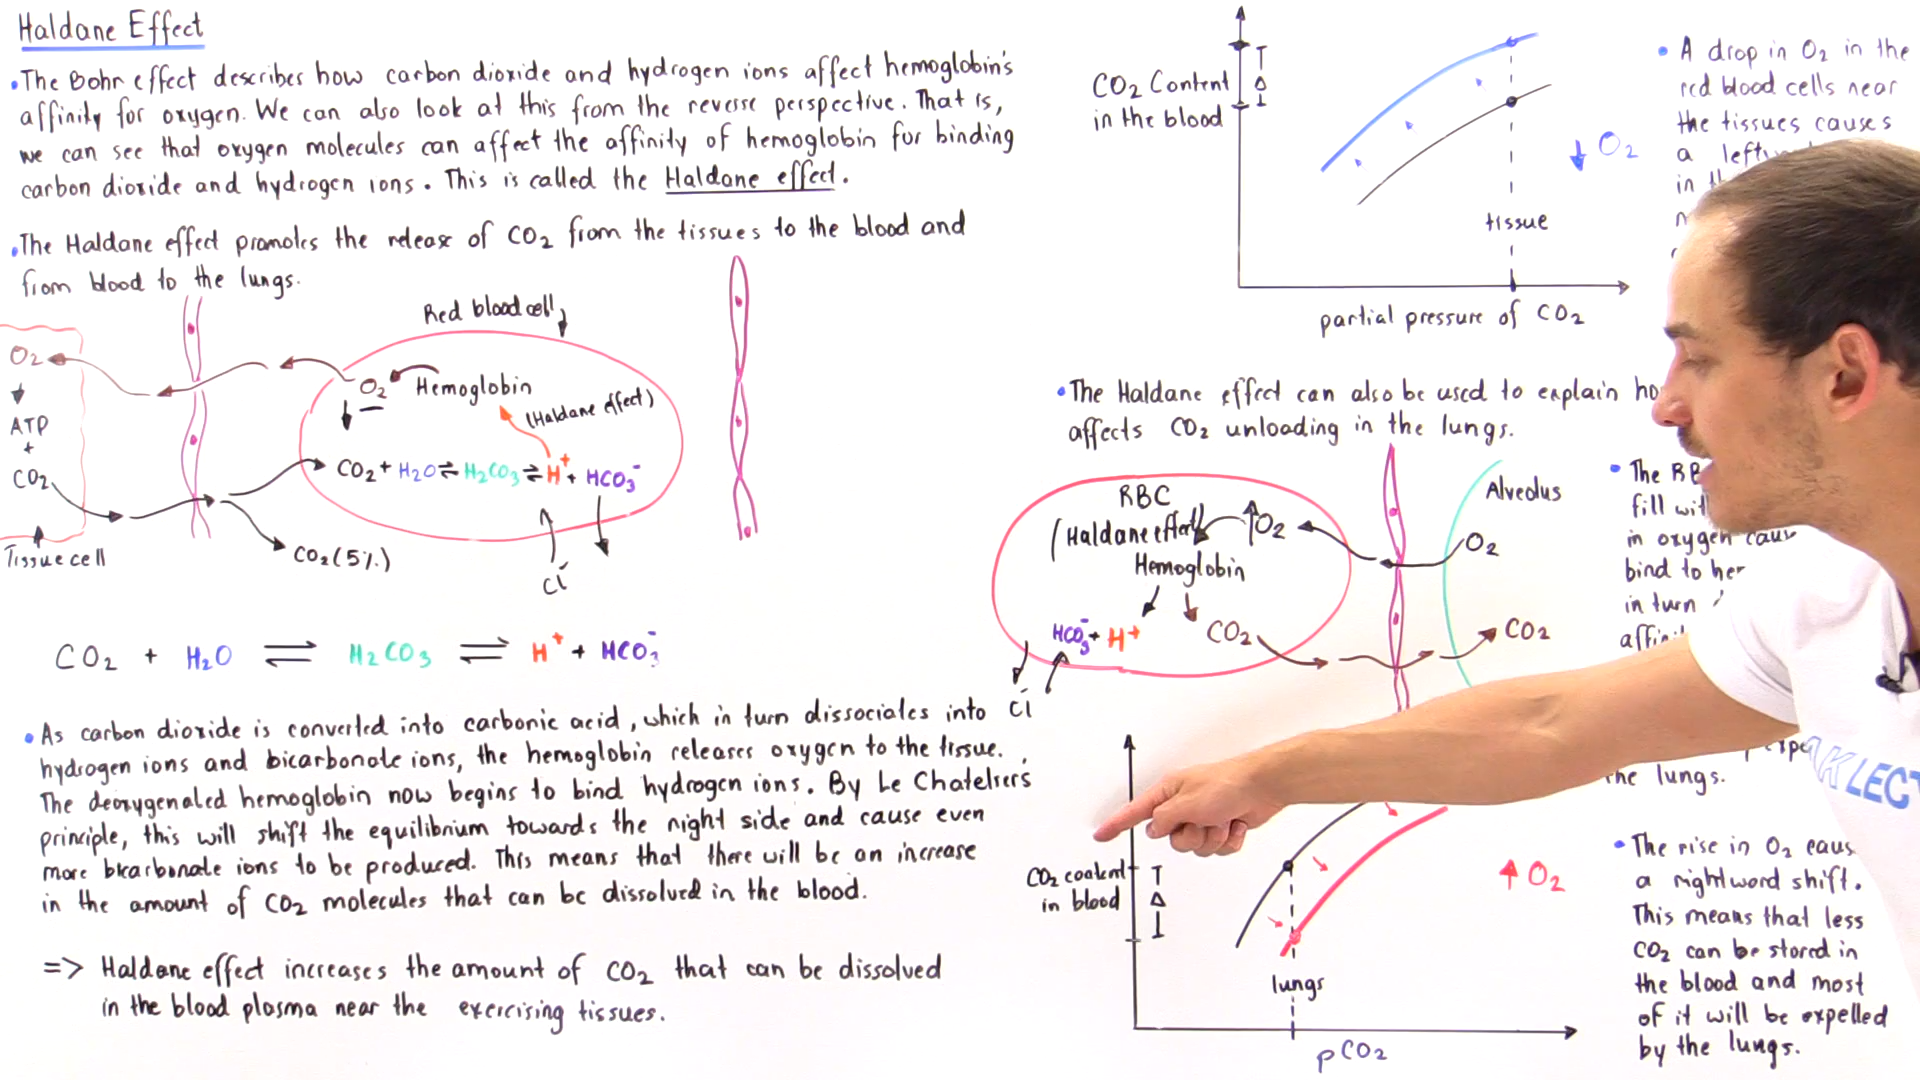 Haldane Effect
•The Bohr effect describes how carbon dioxide and hydrogen ions affect hemoglobin's
affinity for oxygen. We can also look at this from the reverse perspective. That is,
we can see that oxygen molecules can affect the affinity of hemoglobin for binding
carbon dioxide and hydrogen ions. This is called the Haldane effect.
•The Haldane effect promotes the release of CO2 from the tissues to the blood and
from blood to the lungs.
Red blood cell
O2
ATP
+
CO2
Tissue cell
O2 Hemoglobin
(Haldane effect)
CO2 + H2O ⇌ H2CO3 ⇌ H+ + HCO3-
CO2 (5%)
Cl-
CO2 + H2O ⇌ H2CO3 ⇌ H+ + HCO3-
• As carbon dioxide is converted into carbonic acid, which in turn dissociates into
hydrogen ions and bicarbonate ions, the hemoglobin releases oxygen to the tissue.
The deoxygenated hemoglobin now begins to bind hydrogen ions. By Le Chatelier's
principle, this will shift the equilibrium towards the right side and cause even
more bicarbonate ions to be produced. This means that there will be an increase
in the amount of CO2 molecules that can be dissolved in the blood.
=> Haldane effect increases the amount of CO2 that can be dissolved
in the blood plasma near the exercising tissues.
CO2 Content
in the blood
Δ
↓ O2
tissue
partial pressure of CO2
• A drop in O2 in the
red blood cells near
the tissues causes
a
in
•The Haldane effect can also be used to explain
affects CO2 unloading in the lungs.
RBC
(Haldane effect)
↑O2
Hemoglobin
HCO3- + H+
CO2
Cl-
Alveolus
O2
CO2
• The
fill
in oxygen
bind to
in turn
the lungs.
CO2 content
in blood
Δ
↑ O2
lungs
pCO2
• The rise in O2
a rightword shift.
This means that less
CO2 can be stored in
the blood and most
of it will be expelled
by the lungs.
LECT